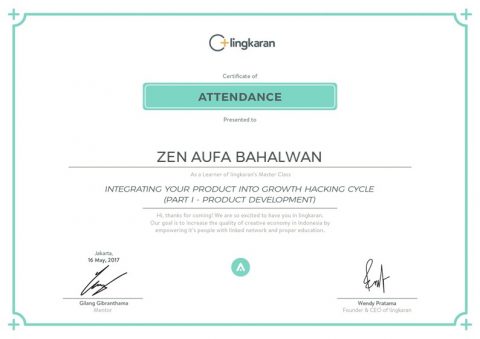 lingkaran
Certificate of
ATTENDANCE
Presented to
ZEN AUFA BAHALWAN
As a Learner of lingkaran's Master Class
INTEGRATING YOUR PRODUCT INTO GROWTH HACKING CYCLE
(PART I - PRODUCT DEVELOPMENT)
Hi, thanks for coming! We are so excited to have you in lingkaran.
Our goal is to increase the quality of creative economy in Indonesia by
empowering it's people with linked network and proper education.
Jakarta,
16 May, 2017
Gilang Gibranthama
Mentor
Wendy Pratama
Founder & CEO of lingkaran